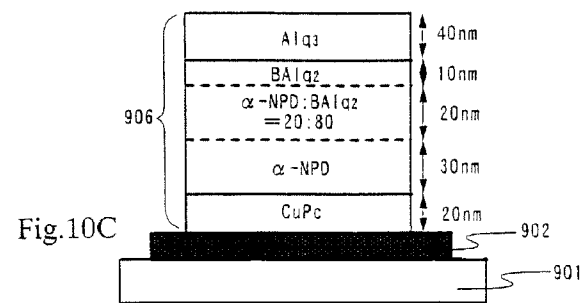 Alq3
40nm
BAlq2
10nm
α-NPD:BAlq2
=20:80
20nm
906
α-NPD
30nm
CuPc
20nm
Fig.10C
902
901